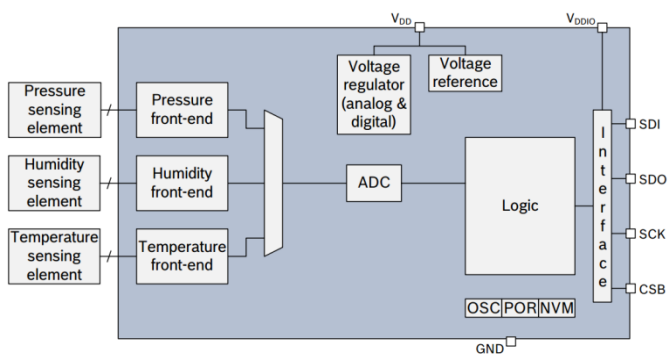 VDD
VDDIO
Pressure
sensing
element
Pressure
front-end
Voltage
regulator
(analog &
digital)
Voltage
reference
Humidity
sensing
element
Humidity
front-end
ADC
Logic
Interface
SDI
SDO
SCK
CSB
Temperature
sensing
element
Temperature
front-end
OSC POR NVM
GND